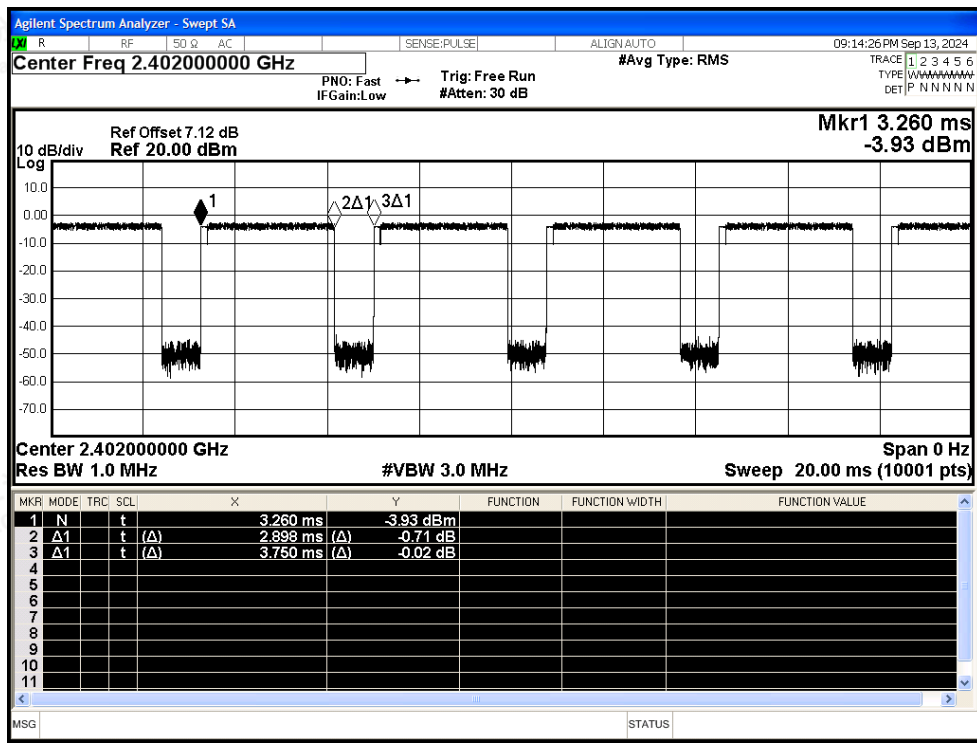 Agilent Spectrum Analyzer - Swept SA
LXI R RF 50 Ω AC SENSE:PULSE ALIGN AUTO 09:14:26 PM Sep 13, 2024
Center Freq 2.402000000 GHz #Avg Type: RMS TRACE 1 2 3 4 5 6
PNO: Fast Trig: Free Run TYPE WWWWWW
IFGain:Low #Atten: 30 dB DET P N N N N N
Mkr1 3.260 ms
Ref Offset 7.12 dB
10 dB/div Ref 20.00 dBm -3.93 dBm
Log
10.0
1 2Δ1 3Δ1
0.00
-10.0
-20.0
-30.0
-40.0
-50.0
-60.0
-70.0
Center 2.402000000 GHz Span 0 Hz
Res BW 1.0 MHz #VBW 3.0 MHz Sweep 20.00 ms (10001 pts)
MKR MODE TRC SCL X Y FUNCTION FUNCTION WIDTH FUNCTION VALUE
1 N t 3.260 ms -3.93 dBm
2 Δ1 t (Δ) 2.898 ms (Δ) -0.71 dB
3 Δ1 t (Δ) 3.750 ms (Δ) -0.02 dB
4
5
6
7
8
9
10
11
MSG STATUS